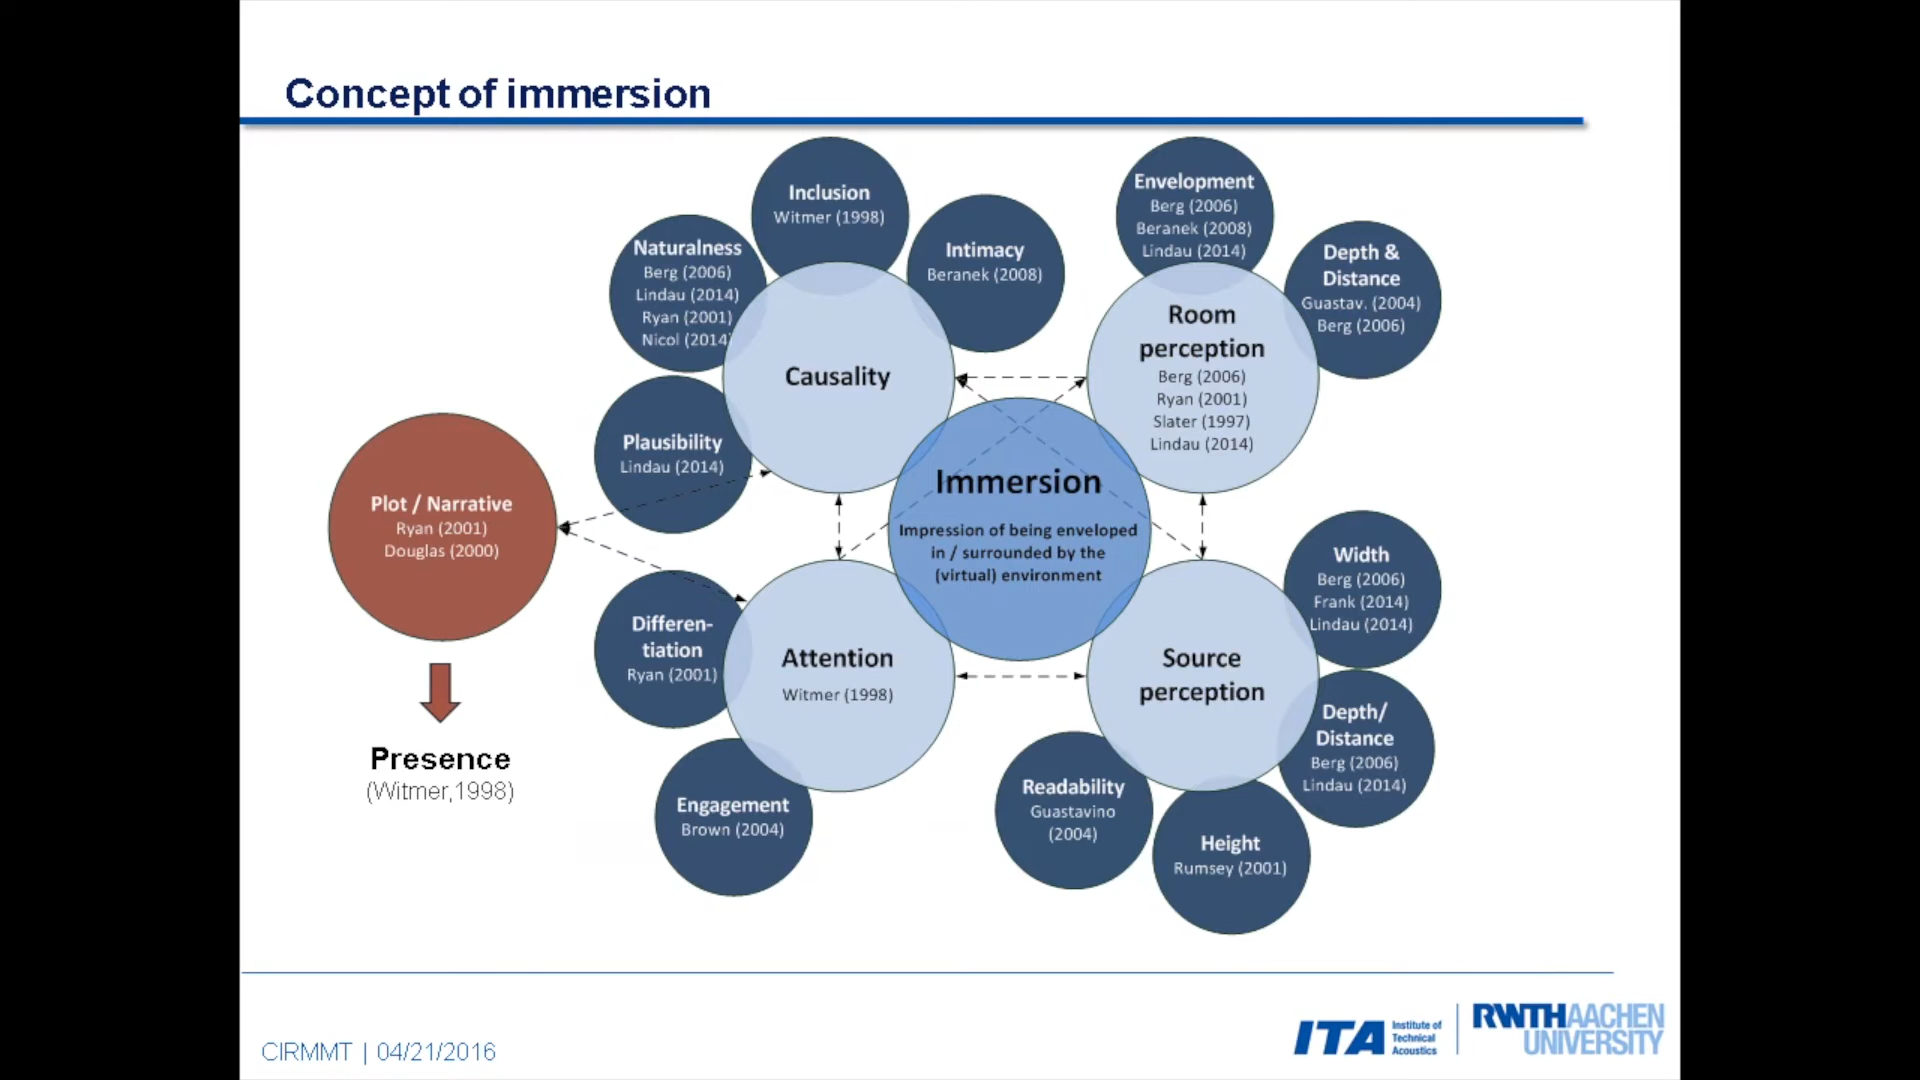 Concept of immersion
Inclusion
Witmer (1998)
Envelopment
Berg (2006)
Beranek (2008)
Lindau (2014)
Naturalness
Berg (2006)
Lindau (2014)
Ryan (2001)
Nicol (2014)
Intimacy
Beranek (2008)
Depth &
Distance
Guastav. (2004)
Berg (2006)
Causality
Room
perception
Berg (2006)
Ryan (2001)
Slater (1997)
Lindau (2014)
Plausibility
Lindau (2014)
Plot / Narrative
Ryan (2001)
Douglas (2000)
Immersion
Impression of being enveloped
in / surrounded by the
(virtual) environment
Width
Berg (2006)
Frank (2014)
Lindau (2014)
Differen-
tiation
Ryan (2001)
Attention
Witmer (1998)
Source
perception
Depth/
Distance
Berg (2006)
Lindau (2014)
Presence
(Witmer,1998)
Engagement
Brown (2004)
Readability
Guastavino
(2004)
Height
Rumsey (2001)
CIRMMT | 04/21/2016
ITA
Institute of
Technical
Acoustics
RWTHAACHEN
UNIVERSITY